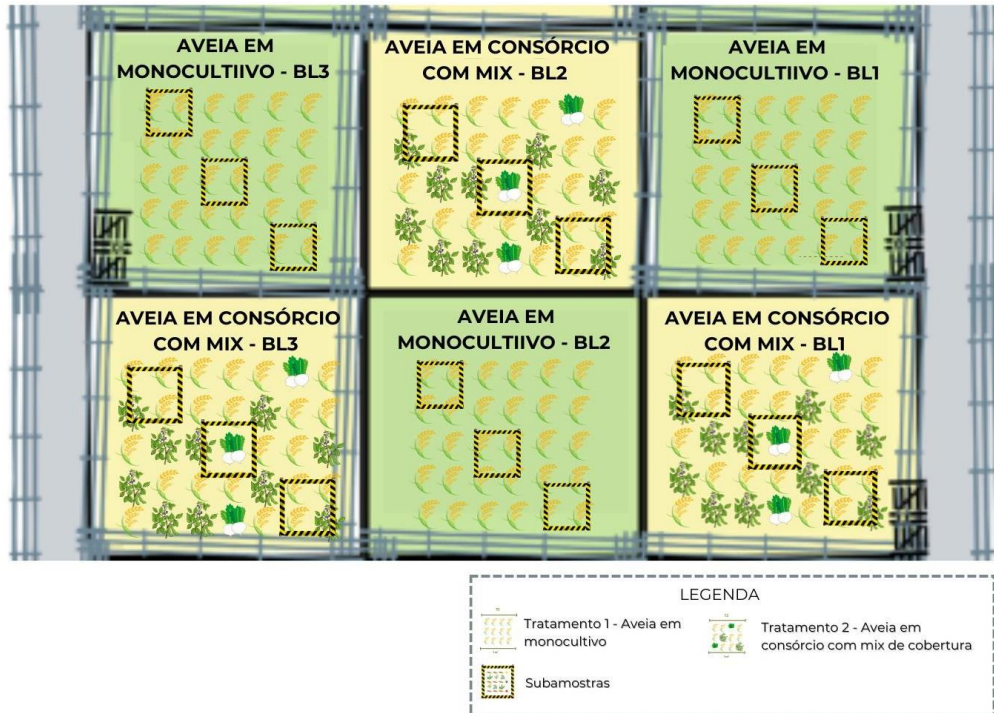 AVEIA EM
MONOCULTIIVO - BL3
AVEIA EM CONSÓRCIO
COM MIX - BL2
AVEIA EM
MONOCULTIIVO - BL1
AVEIA EM CONSÓRCIO
COM MIX - BL3
AVEIA EM
MONOCULTIIVO - BL2
AVEIA EM CONSÓRCIO
COM MIX - BL1
LEGENDA
Tratamento 1 - Aveia em
monocultivo
Tratamento 2 - Aveia em
consórcio com mix de cobertura
Subamostras